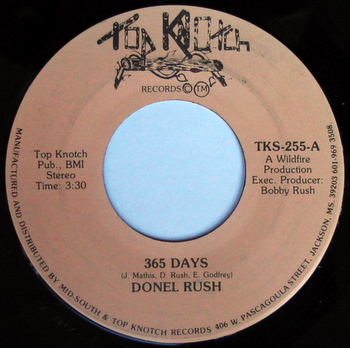 Top Knotch
RECORDS © TM
Top Knotch
Pub., BMI
Stereo
Time: 3:30
TKS-255-A
A Wildfire
Production
Exec. Producer:
Bobby Rush
365 DAYS
(J. Mathis, D. Rush, E. Godfrey)
DONEL RUSH
MANUFACTURED AND DISTRIBUTED BY MID-SOUTH & TOP KNOTCH RECORDS 406 W. PASCAGOULA STREET, JACKSON, MS. 39203 601-969 3508.